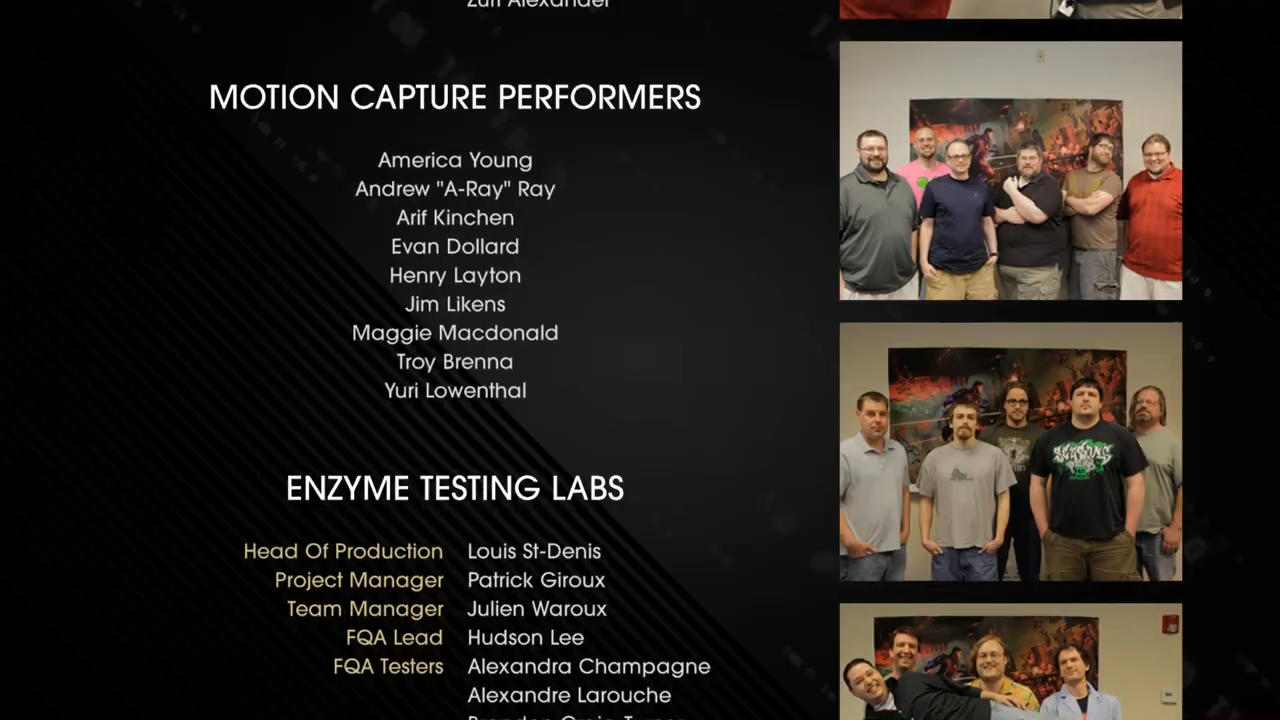 Zuri Alexander
MOTION CAPTURE PERFORMERS
America Young
Andrew "A-Ray" Ray
Arif Kinchen
Evan Dollard
Henry Layton
Jim Likens
Maggie Macdonald
Troy Brenna
Yuri Lowenthal
ENZYME TESTING LABS
Head Of Production Louis St-Denis
Project Manager Patrick Giroux
Team Manager Julien Waroux
FQA Lead Hudson Lee
FQA Testers Alexandra Champagne
Alexandre Larouche